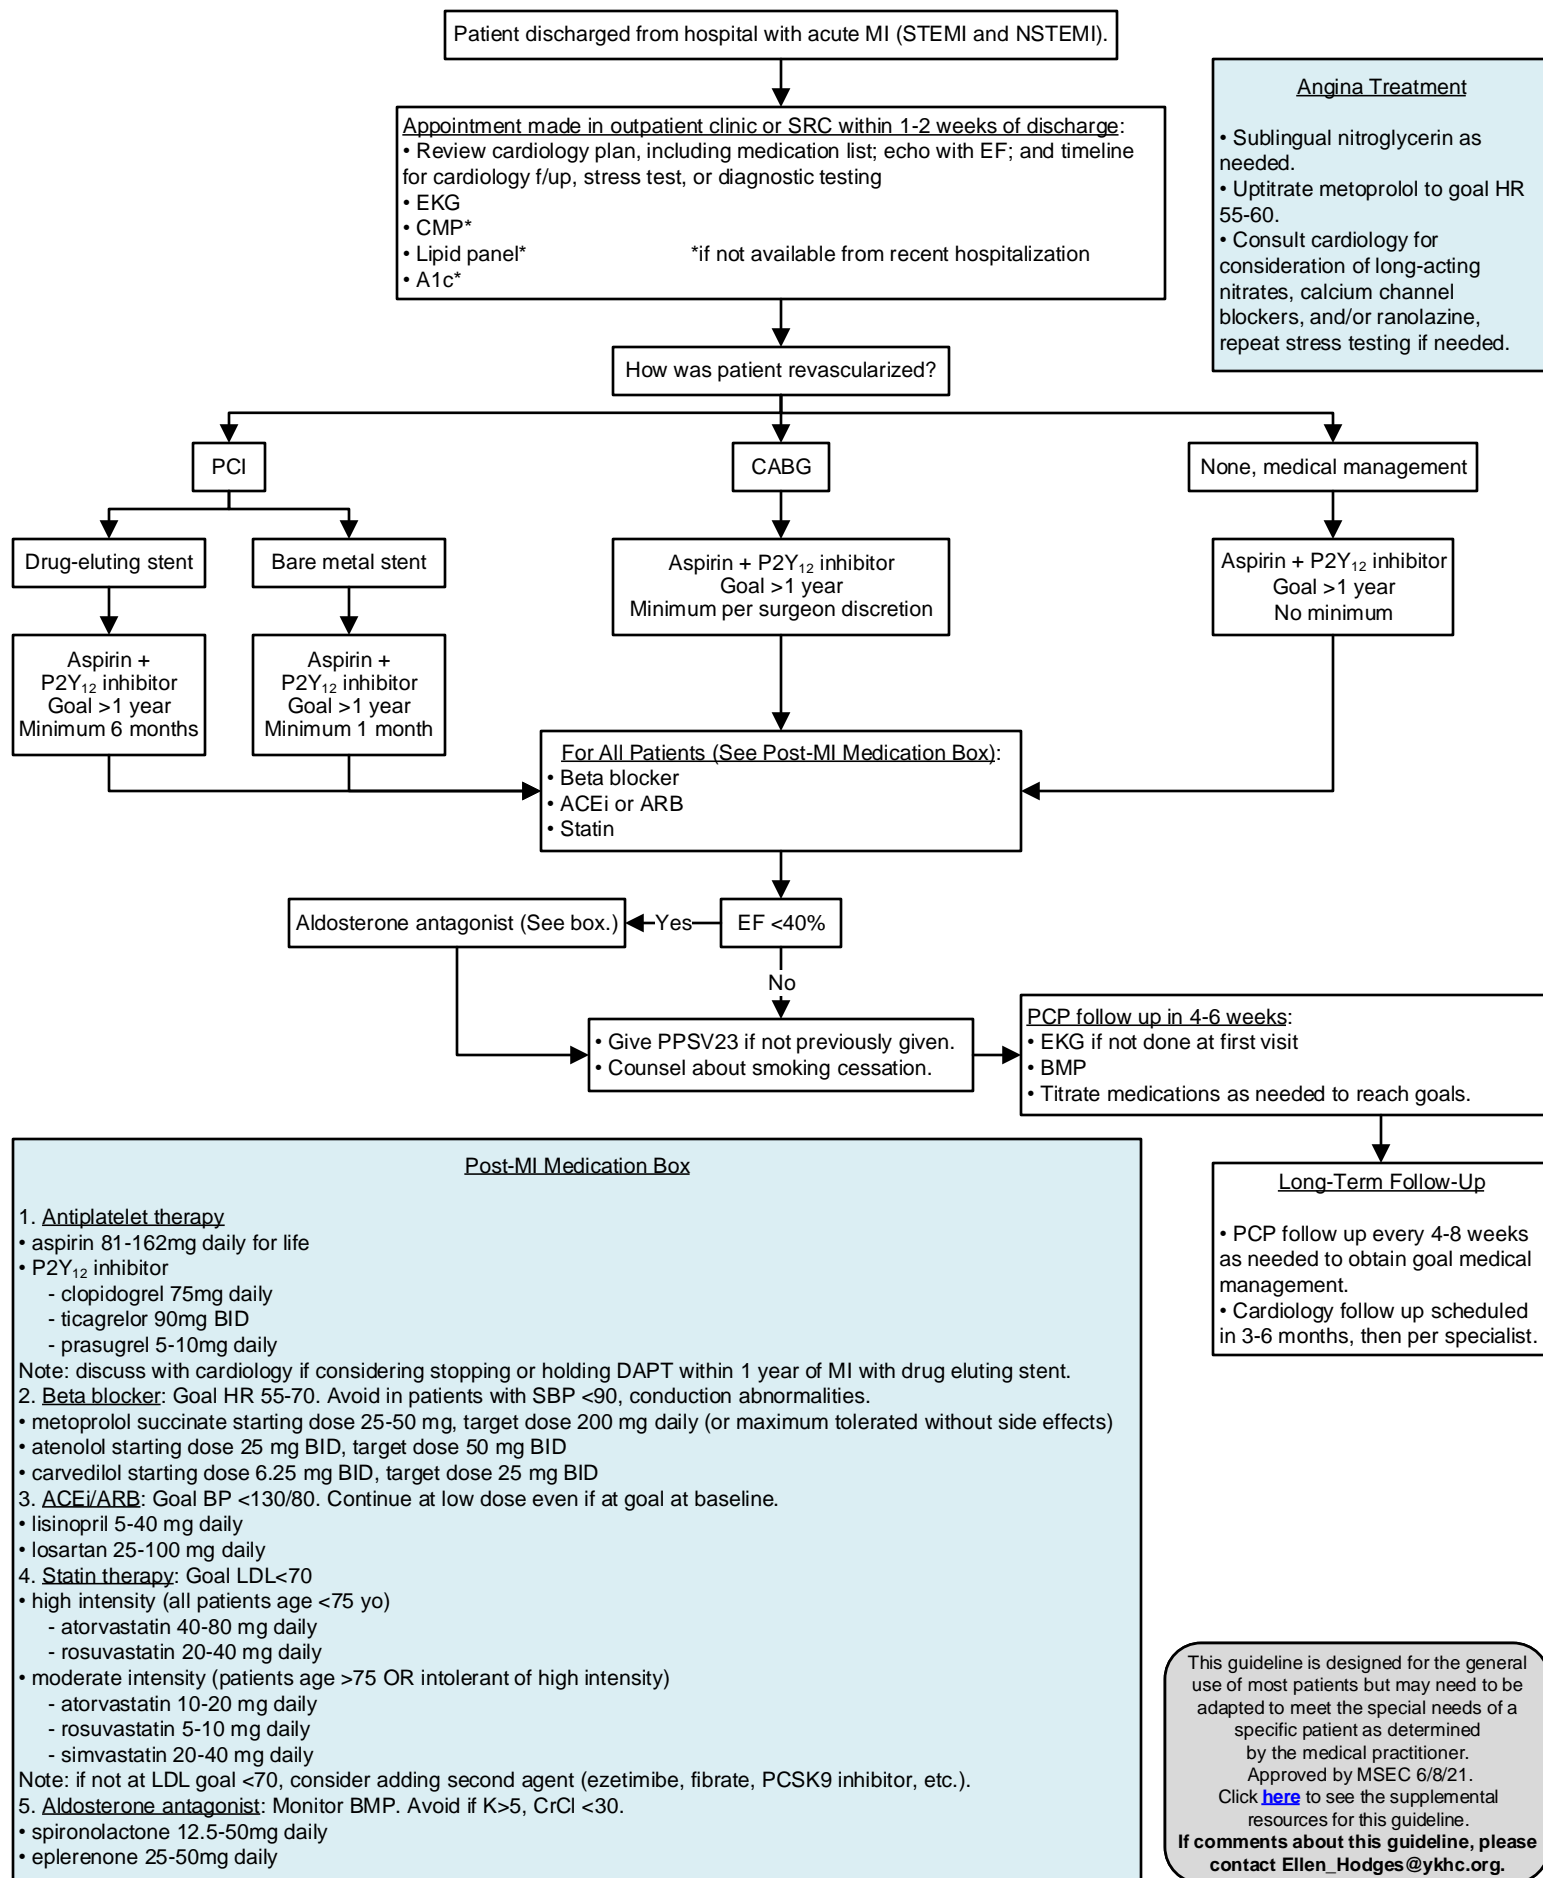 Patient discharged from hospital with acute MI (STEMI and NSTEMI).
Appointment made in outpatient clinic or SRC within 1-2 weeks of discharge:
• Review cardiology plan, including medication list; echo with EF; and timeline
for cardiology f/up, stress test, or diagnostic testing
• EKG
• CMP*
• Lipid panel* *if not available from recent hospitalization
• A1c*
Angina Treatment
• Sublingual nitroglycerin as
needed.
• Uptitrate metoprolol to goal HR
55-60.
• Consult cardiology for
consideration of long-acting
nitrates, calcium channel
blockers, and/or ranolazine,
repeat stress testing if needed.
How was patient revascularized?
PCI
CABG
None, medical management
Drug-eluting stent
Bare metal stent
Aspirin + P2Y₁₂ inhibitor
Goal >1 year
Minimum per surgeon discretion
Aspirin + P2Y₁₂ inhibitor
Goal >1 year
No minimum
Aspirin +
P2Y₁₂ inhibitor
Goal >1 year
Minimum 6 months
Aspirin +
P2Y₁₂ inhibitor
Goal >1 year
Minimum 1 month
For All Patients (See Post-MI Medication Box):
• Beta blocker
• ACEi or ARB
• Statin
Aldosterone antagonist (See box.)
Yes
EF <40%
No
• Give PPSV23 if not previously given.
• Counsel about smoking cessation.
PCP follow up in 4-6 weeks:
• EKG if not done at first visit
• BMP
• Titrate medications as needed to reach goals.
Long-Term Follow-Up
• PCP follow up every 4-8 weeks
as needed to obtain goal medical
management.
• Cardiology follow up scheduled
in 3-6 months, then per specialist.
Post-MI Medication Box
1. Antiplatelet therapy
• aspirin 81-162mg daily for life
• P2Y₁₂ inhibitor
- clopidogrel 75mg daily
- ticagrelor 90mg BID
- prasugrel 5-10mg daily
Note: discuss with cardiology if considering stopping or holding DAPT within 1 year of MI with drug eluting stent.
2. Beta blocker: Goal HR 55-70. Avoid in patients with SBP <90, conduction abnormalities.
• metoprolol succinate starting dose 25-50 mg, target dose 200 mg daily (or maximum tolerated without side effects)
• atenolol starting dose 25 mg BID, target dose 50 mg BID
• carvedilol starting dose 6.25 mg BID, target dose 25 mg BID
3. ACEi/ARB: Goal BP <130/80. Continue at low dose even if at goal at baseline.
• lisinopril 5-40 mg daily
• losartan 25-100 mg daily
4. Statin therapy: Goal LDL<70
• high intensity (all patients age <75 yo)
- atorvastatin 40-80 mg daily
- rosuvastatin 20-40 mg daily
• moderate intensity (patients age >75 OR intolerant of high intensity)
- atorvastatin 10-20 mg daily
- rosuvastatin 5-10 mg daily
- simvastatin 20-40 mg daily
Note: if not at LDL goal <70, consider adding second agent (ezetimibe, fibrate, PCSK9 inhibitor, etc.).
5. Aldosterone antagonist: Monitor BMP. Avoid if K>5, CrCl <30.
• spironolactone 12.5-50mg daily
• eplerenone 25-50mg daily
This guideline is designed for the general
use of most patients but may need to be
adapted to meet the special needs of a
specific patient as determined
by the medical practitioner.
Approved by MSEC 6/8/21.
Click here to see the supplemental
resources for this guideline.
If comments about this guideline, please
contact Ellen_Hodges@ykhc.org.